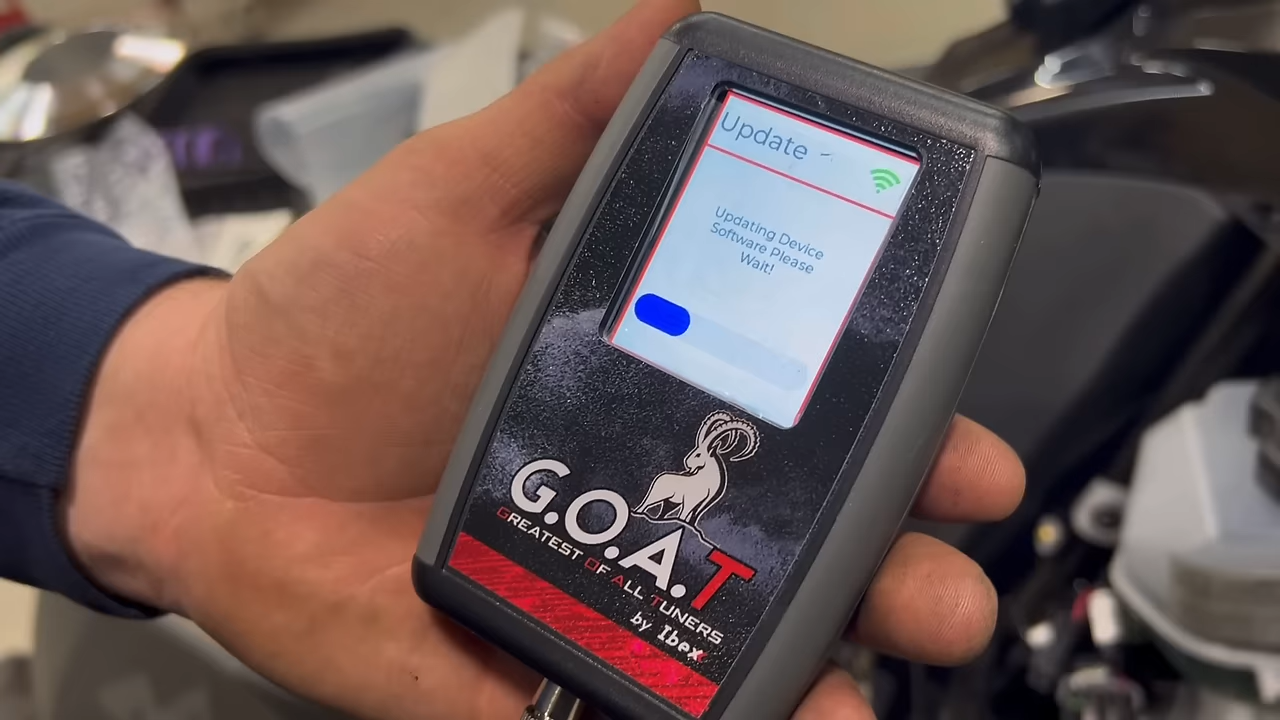 Update
Updating Device
Software Please
Wait!
G.O.A.T
GREATEST OF ALL TUNERS
by Ibex